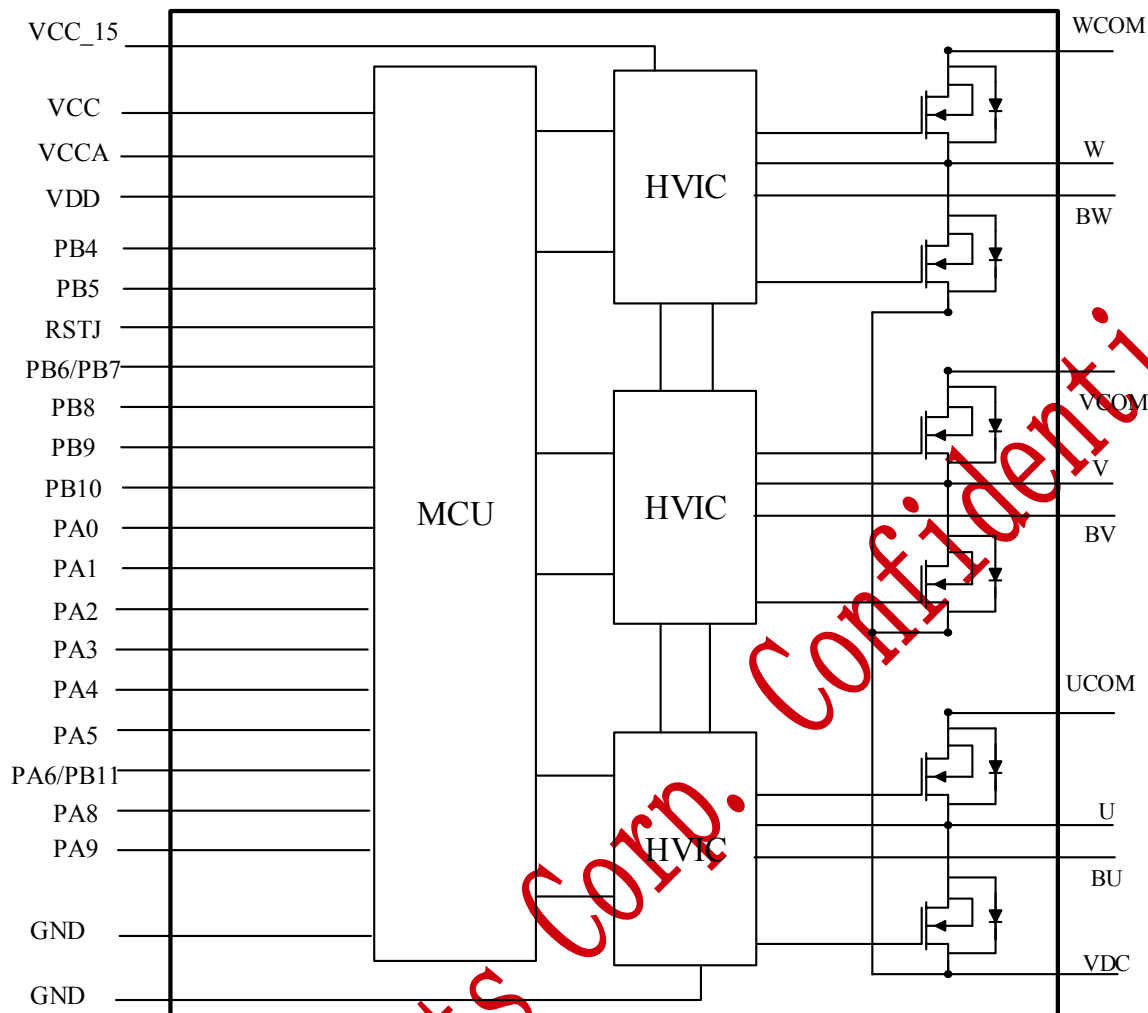 VCC_15
VCC
VCCA
VDD
PB4
PB5
RSTJ
PB6/PB7
PB8
PB9
PB10
PA0
PA1
PA2
PA3
PA4
PA5
PA6/PB11
PA8
PA9
GND
GND
MCU
HVIC
HVIC
HVIC
WCOM
W
BW
VCOM
V
BV
UCOM
U
BU
VDC
ts Corp. Confidenti